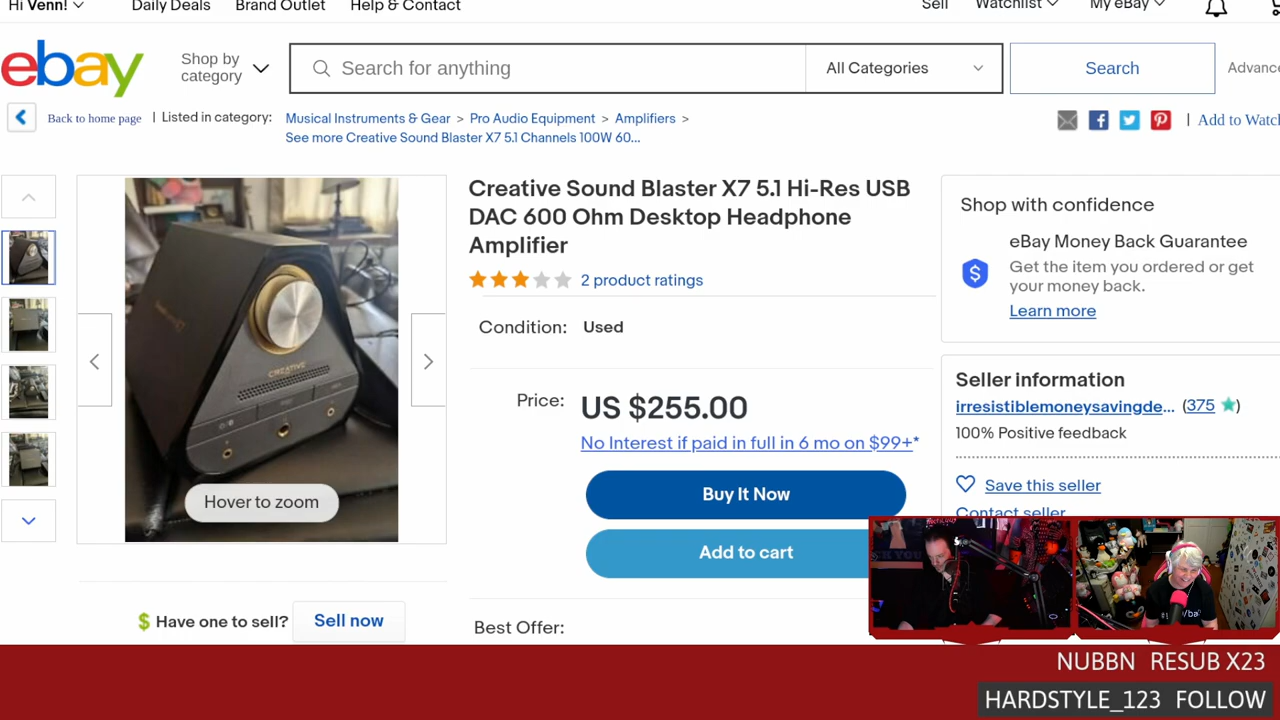 Hi Venn!
Daily Deals
Brand Outlet
Help & Contact
Sell
Watchlist
My eBay
ebay
Shop by
category
Search for anything
All Categories
Search
Back to home page
| Listed in category:
Musical Instruments & Gear > Pro Audio Equipment > Amplifiers >
See more Creative Sound Blaster X7 5.1 Channels 100W 60...
| Add to Watch
Creative Sound Blaster X7 5.1 Hi-Res USB
DAC 600 Ohm Desktop Headphone
Amplifier
2 product ratings
Condition: Used
Price: US $255.00
No Interest if paid in full in 6 mo on $99+*
Buy It Now
Add to cart
Best Offer:
CREATIVE
Hover to zoom
$ Have one to sell? Sell now
Shop with confidence
eBay Money Back Guarantee
$
Get the item you ordered or get
your money back.
Learn more
Seller information
irresistiblemoneysavingde... (375)
100% Positive feedback
Save this seller
Contact seller
NUBBN RESUB X23
HARDSTYLE_123 FOLLOW